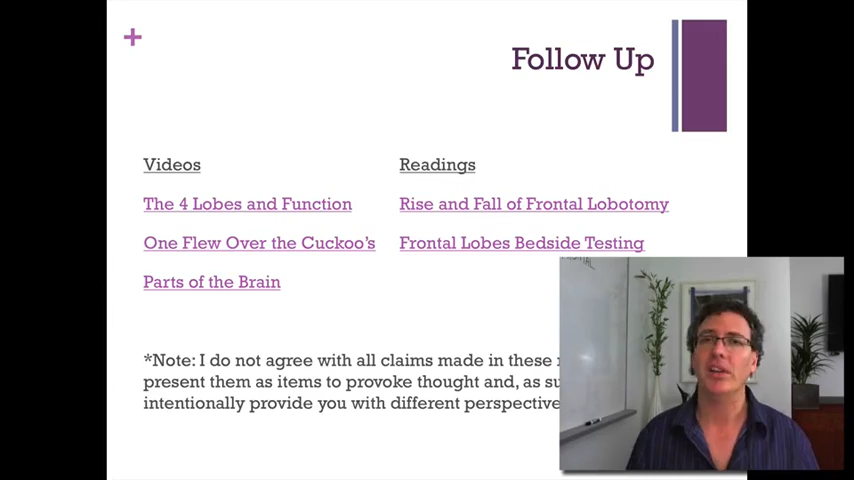 +
Follow Up
Videos
The 4 Lobes and Function
One Flew Over the Cuckoo's
Parts of the Brain
Readings
Rise and Fall of Frontal Lobotomy
Frontal Lobes Bedside Testing
*Note: I do not agree with all claims made in these
present them as items to provoke thought and, as
intentionally provide you with different perspective